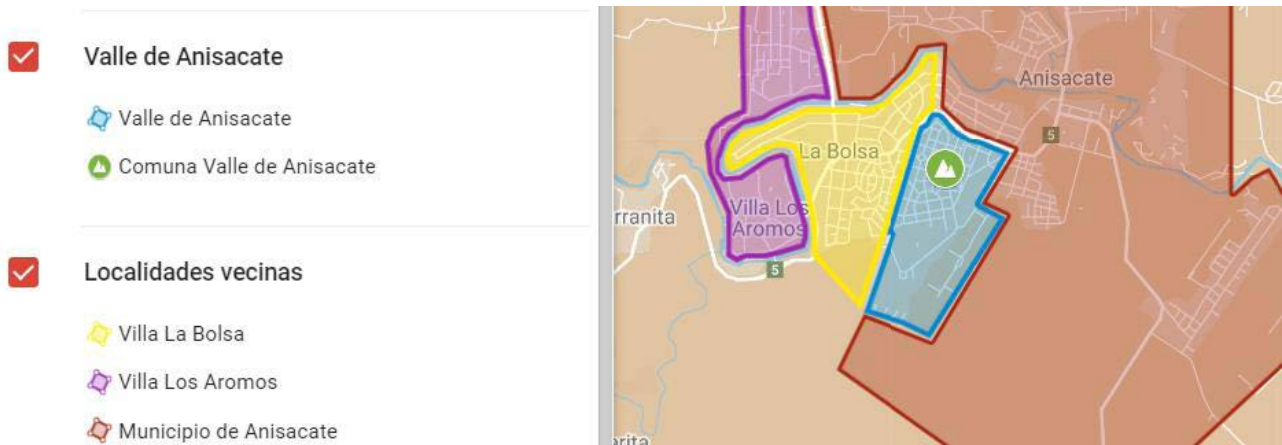 Valle de Anisacate
Valle de Anisacate
Comuna Valle de Anisacate
Localidades vecinas
Villa La Bolsa
Villa Los Aromos
Municipio de Anisacate
Anisacate
5
La Bolsa
rranita
Villa Los
Aromos
5